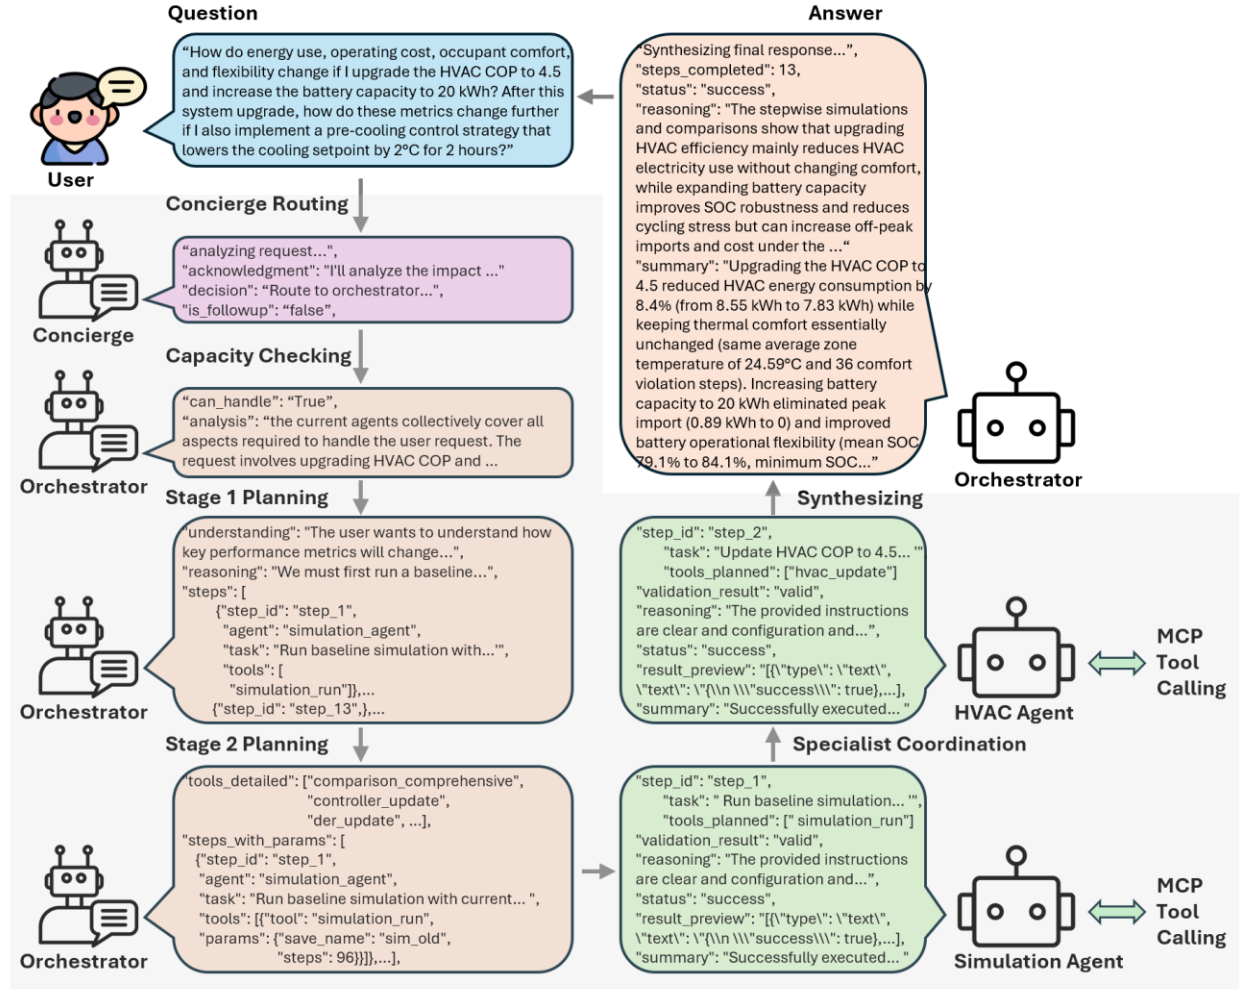 Question
"How do energy use, operating cost, occupant comfort,
and flexibility change if I upgrade the HVAC COP to 4.5
and increase the battery capacity to 20 kWh? After this
system upgrade, how do these metrics change further
if I also implement a pre-cooling control strategy that
lowers the cooling setpoint by 2°C for 2 hours?"
User
Concierge Routing
"analyzing request...",
"acknowledgment": "I'll analyze the impact ..."
"decision": "Route to orchestrator...",
"is_followup": "false",
Concierge
Capacity Checking
"can_handle": "True",
"analysis": "the current agents collectively cover all
aspects required to handle the user request. The
request involves upgrading HVAC COP and ...
Orchestrator
Stage 1 Planning
"understanding": "The user wants to understand how
key performance metrics will change...",
"reasoning": "We must first run a baseline...",
"steps": [
{"step_id": "step_1",
"agent": "simulation_agent",
"task": "Run baseline simulation with...'",
"tools": [
"simulation_run"]},...
{"step_id": "step_13",},...
Orchestrator
Stage 2 Planning
"tools_detailed": ["comparison_comprehensive",
"controller_update",
"der_update", ...],
"steps_with_params": [
{"step_id": "step_1",
"agent": "simulation_agent",
"task": "Run baseline simulation with current... ",
"tools": [{"tool": "simulation_run",
"params": {"save_name": "sim_old",
"steps": 96}}]},...],
Orchestrator
Answer
"Synthesizing final response...",
"steps_completed": 13,
"status": "success",
"reasoning": "The stepwise simulations
and comparisons show that upgrading
HVAC efficiency mainly reduces HVAC
electricity use without changing comfort,
while expanding battery capacity
improves SOC robustness and reduces
cycling stress but can increase off-peak
imports and cost under the ..."
"summary": "Upgrading the HVAC COP to
4.5 reduced HVAC energy consumption by
8.4% (from 8.55 kWh to 7.83 kWh) while
keeping thermal comfort essentially
unchanged (same average zone
temperature of 24.59°C and 36 comfort
violation steps). Increasing battery
capacity to 20 kWh eliminated peak
import (0.89 kWh to 0) and improved
battery operational flexibility (mean SOC
79.1% to 84.1%, minimum SOC..."
Orchestrator
Synthesizing
"step_id": "step_2",
"task": "Update HVAC COP to 4.5... '"
"tools_planned": ["hvac_update"]
"validation_result": "valid",
"reasoning": "The provided instructions
are clear and configuration and...",
"status": "success",
"result_preview": "[{\"type\": \"text\",
\"text\": \"{\\n \\\"success\\\": true},...],
"summary": "Successfully executed... "
HVAC Agent
MCP
Tool
Calling
Specialist Coordination
"step_id": "step_1",
"task": " Run baseline simulation... '",
"tools_planned": [" simulation_run"]
"validation_result": "valid",
"reasoning": "The provided instructions
are clear and configuration and...",
"status": "success",
"result_preview": "[{\"type\": \"text\",
\"text\": \"{\\n \\\"success\\\": true},...],
"summary": "Successfully executed... "
Simulation Agent
MCP
Tool
Calling